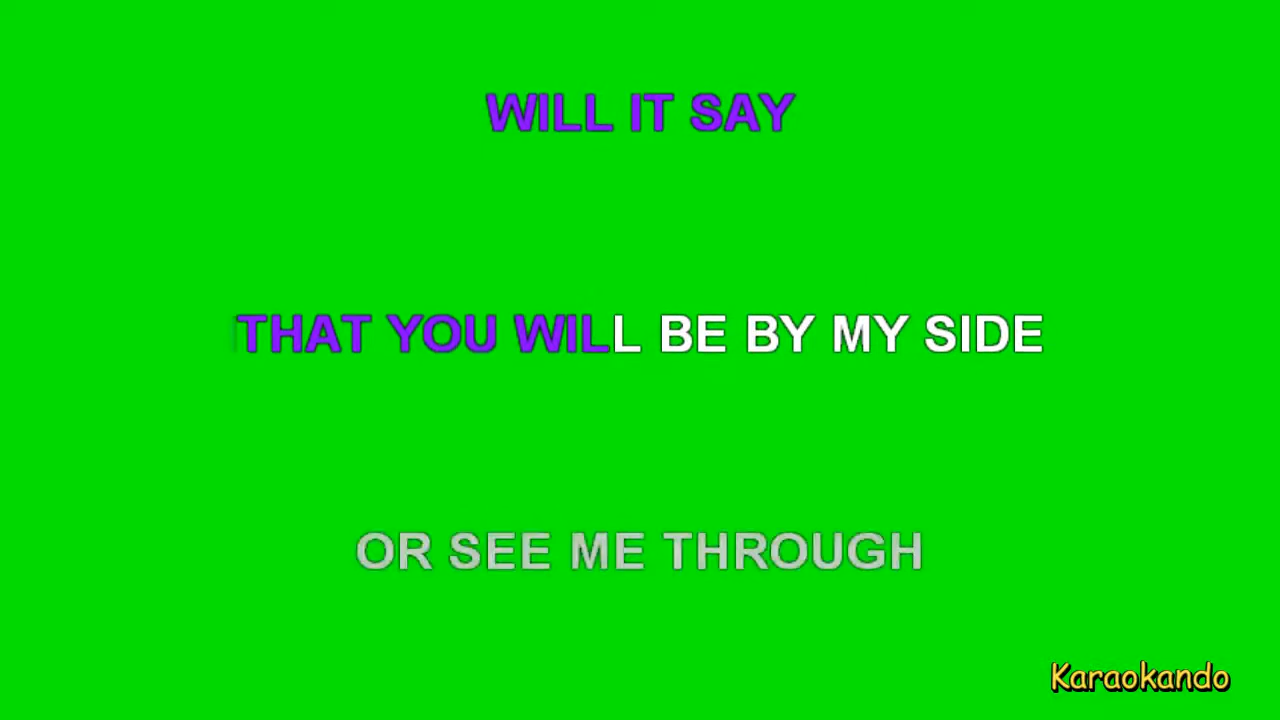 WILL IT SAY
THAT YOU WILL BE BY MY SIDE
OR SEE ME THROUGH
Karaokando